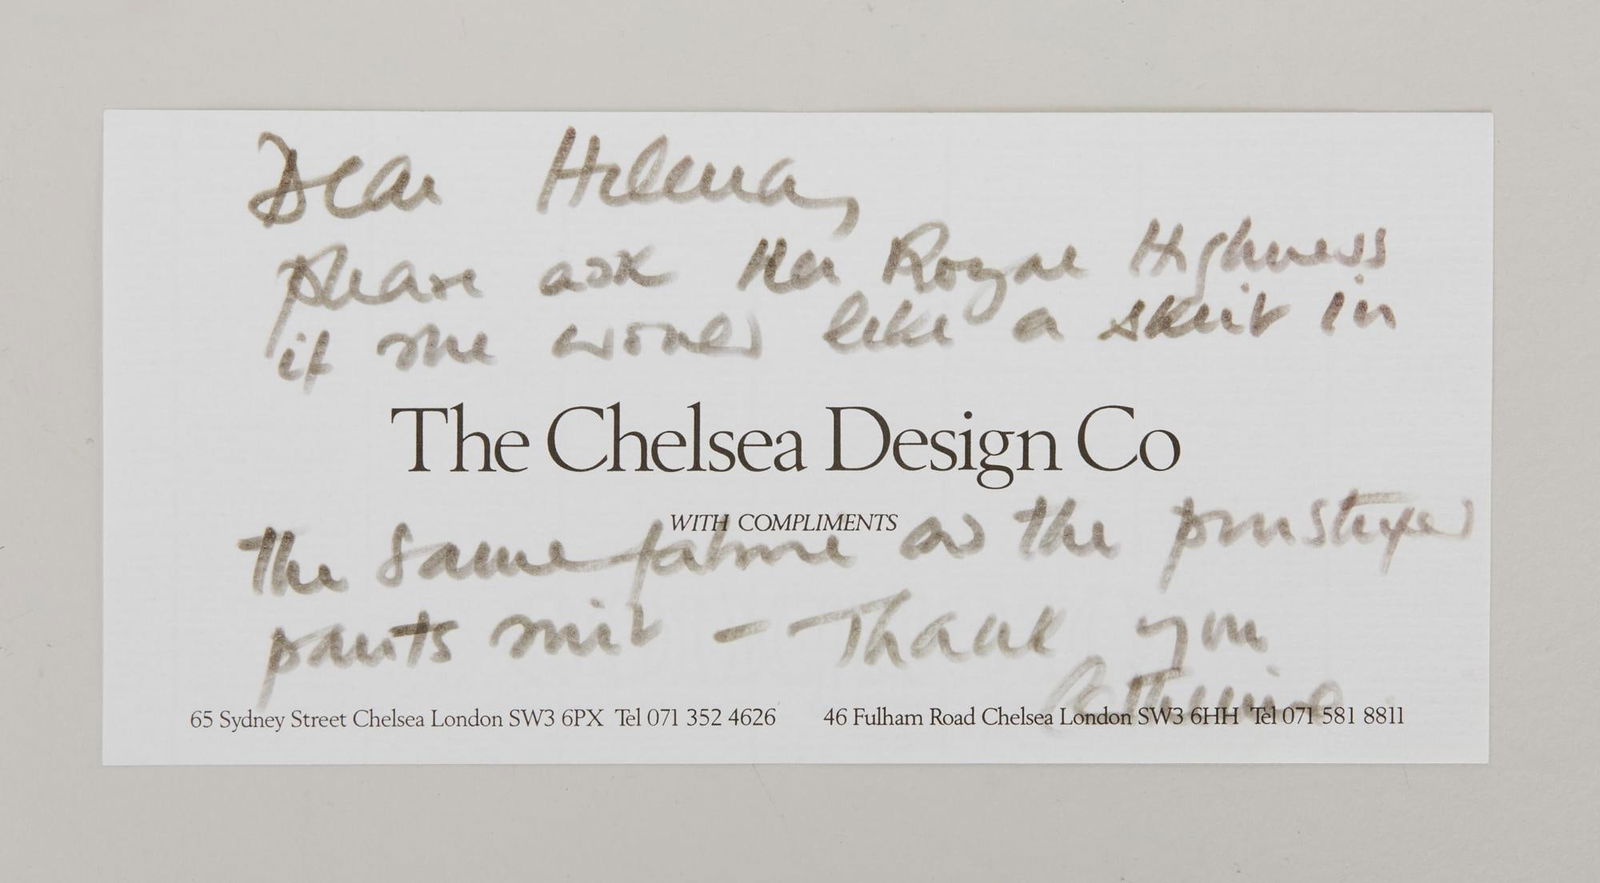 Dear Helena,
please ask Her Royal Highness
if she would like a skirt in
The Chelsea Design Co
WITH COMPLIMENTS
the same fabric as the pinstriped
pants suit - Thank you
Catherine
65 Sydney Street Chelsea London SW3 6PX Tel 071 352 4626 46 Fulham Road Chelsea London SW3 6HH Tel 071 581 8811